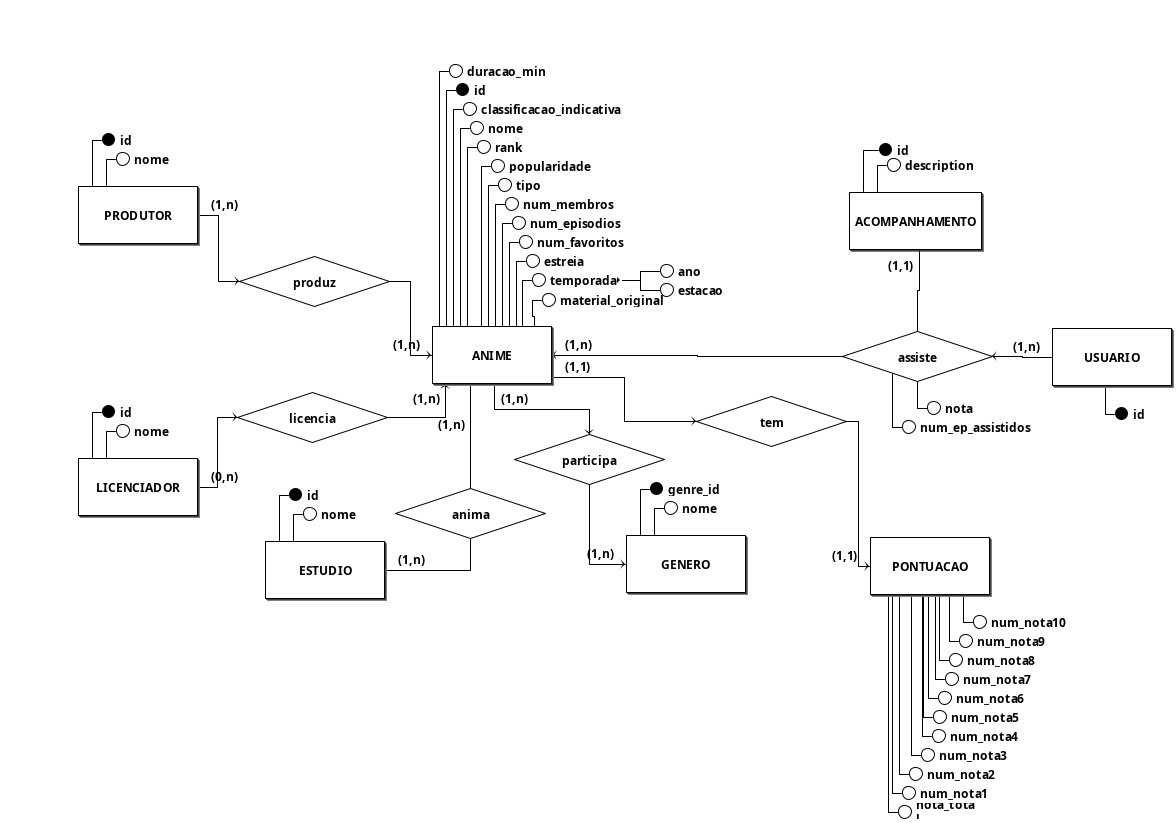 duracao_min
id
classificacao_indicativa
nome
rank
popularidade
tipo
num_membros
num_episodios
num_favoritos
estreia
temporada
ano
estacao
material_original
id
nome
PRODUTOR
(1,n)
produz
(1,n)
ANIME
(1,n)
(1,1)
id
description
ACOMPANHAMENTO
(1,1)
assiste
(1,n)
USUARIO
id
nota
num_ep_assistidos
id
nome
LICENCIADOR
(0,n)
licencia
(1,n)
(1,n)
(1,n)
id
nome
ESTUDIO
(1,n)
anima
participa
(1,n)
genre_id
nome
GENERO
tem
(1,1)
PONTUACAO
num_nota10
num_nota9
num_nota8
num_nota7
num_nota6
num_nota5
num_nota4
num_nota3
num_nota2
num_nota1
nota_tota
l